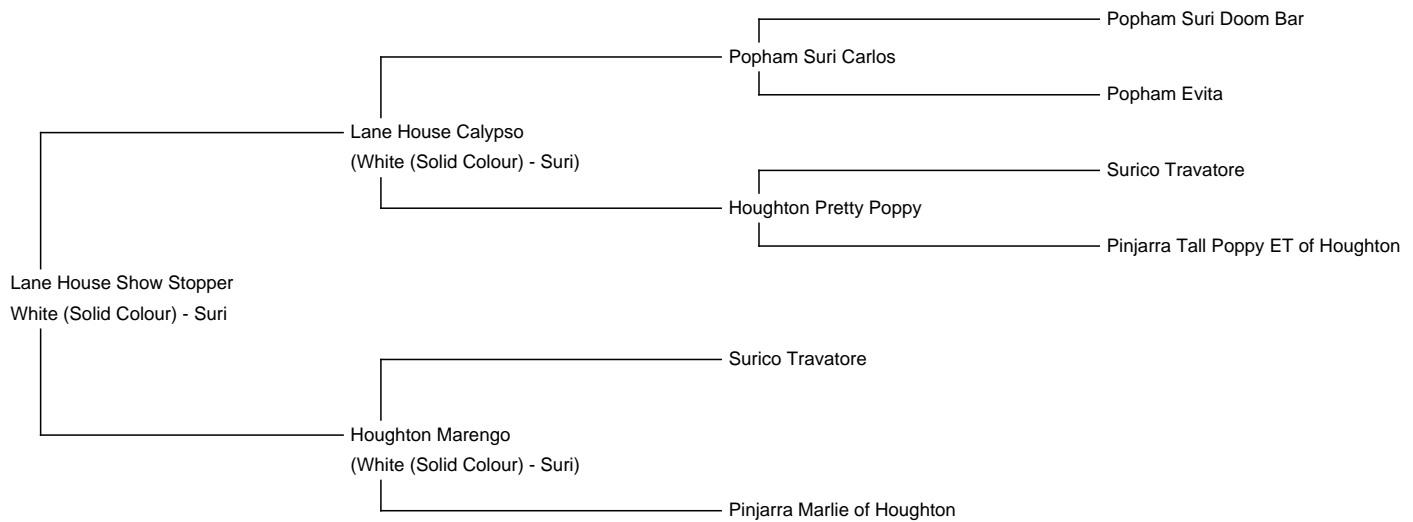 Popham Suri Doom Bar
Popham Suri Carlos
Popham Evita
Lane House Calypso
(White (Solid Colour) - Suri)
Surico Travatore
Houghton Pretty Poppy
Pinjarra Tall Poppy ET of Houghton
Lane House Show Stopper
White (Solid Colour) - Suri
Surico Travatore
Houghton Marengo
(White (Solid Colour) - Suri)
Pinjarra Marlie of Houghton